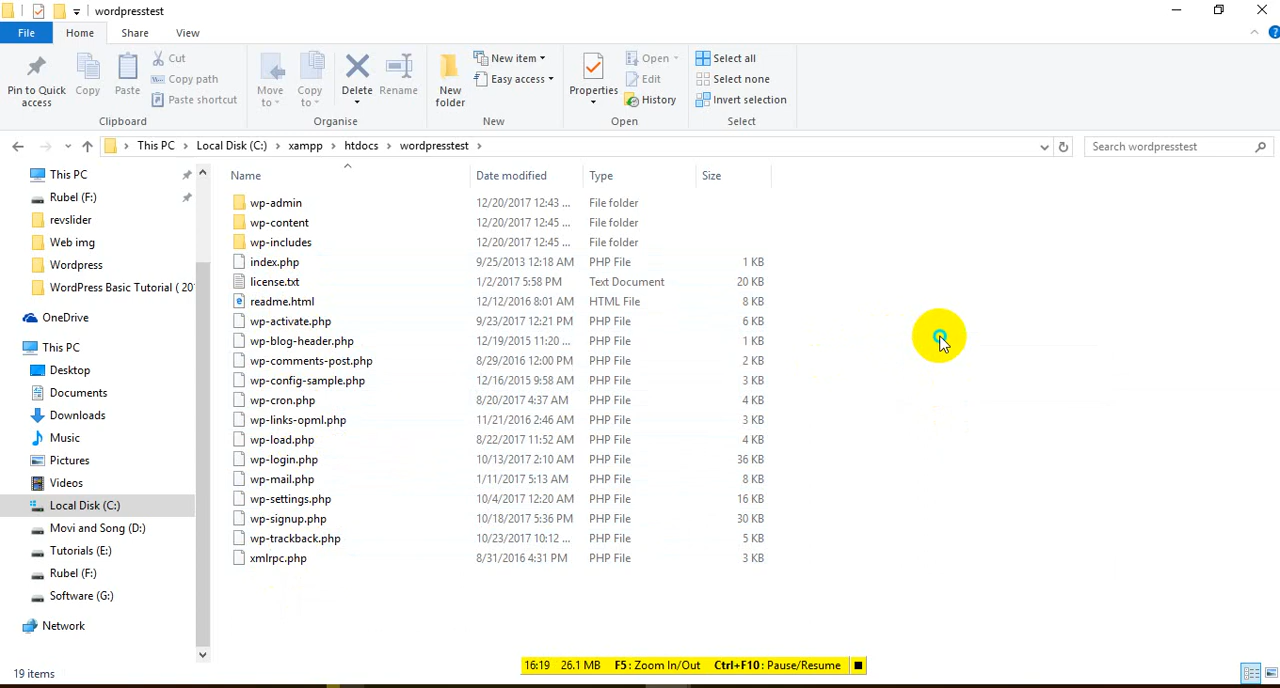 wordpresstest
File Home Share View
Pin to Quick access Copy Paste Cut Copy path Paste shortcut Move to Copy to Delete Rename New folder New item Easy access Properties Open Edit History Select all Select none Invert selection
Clipboard Organise New Open Select
This PC Local Disk (C:) xampp htdocs wordpresstest Search wordpresstest
Name Date modified Type Size
This PC
Rubel (F:)
revslider
Web img
Wordpress
WordPress Basic Tutorial ( 20
OneDrive
This PC
Desktop
Documents
Downloads
Music
Pictures
Videos
Local Disk (C:)
Movi and Song (D:)
Tutorials (E:)
Rubel (F:)
Software (G:)
Network
wp-admin 12/20/2017 12:43 ... File folder
wp-content 12/20/2017 12:45 ... File folder
wp-includes 12/20/2017 12:45 ... File folder
index.php 9/25/2013 12:18 AM PHP File 1 KB
license.txt 1/2/2017 5:58 PM Text Document 20 KB
readme.html 12/12/2016 8:01 AM HTML File 8 KB
wp-activate.php 9/23/2017 12:21 PM PHP File 6 KB
wp-blog-header.php 12/19/2015 11:20 ... PHP File 1 KB
wp-comments-post.php 8/29/2016 12:00 PM PHP File 2 KB
wp-config-sample.php 12/16/2015 9:58 AM PHP File 3 KB
wp-cron.php 8/20/2017 4:37 AM PHP File 4 KB
wp-links-opml.php 11/21/2016 2:46 AM PHP File 3 KB
wp-load.php 8/22/2017 11:52 AM PHP File 4 KB
wp-login.php 10/13/2017 2:10 AM PHP File 36 KB
wp-mail.php 1/11/2017 5:13 AM PHP File 8 KB
wp-settings.php 10/4/2017 12:20 AM PHP File 16 KB
wp-signup.php 10/18/2017 5:36 PM PHP File 30 KB
wp-trackback.php 10/23/2017 10:12 ... PHP File 5 KB
xmlrpc.php 8/31/2016 4:31 PM PHP File 3 KB
16:19 26.1 MB F5: Zoom In/Out Ctrl+F10: Pause/Resume
19 items